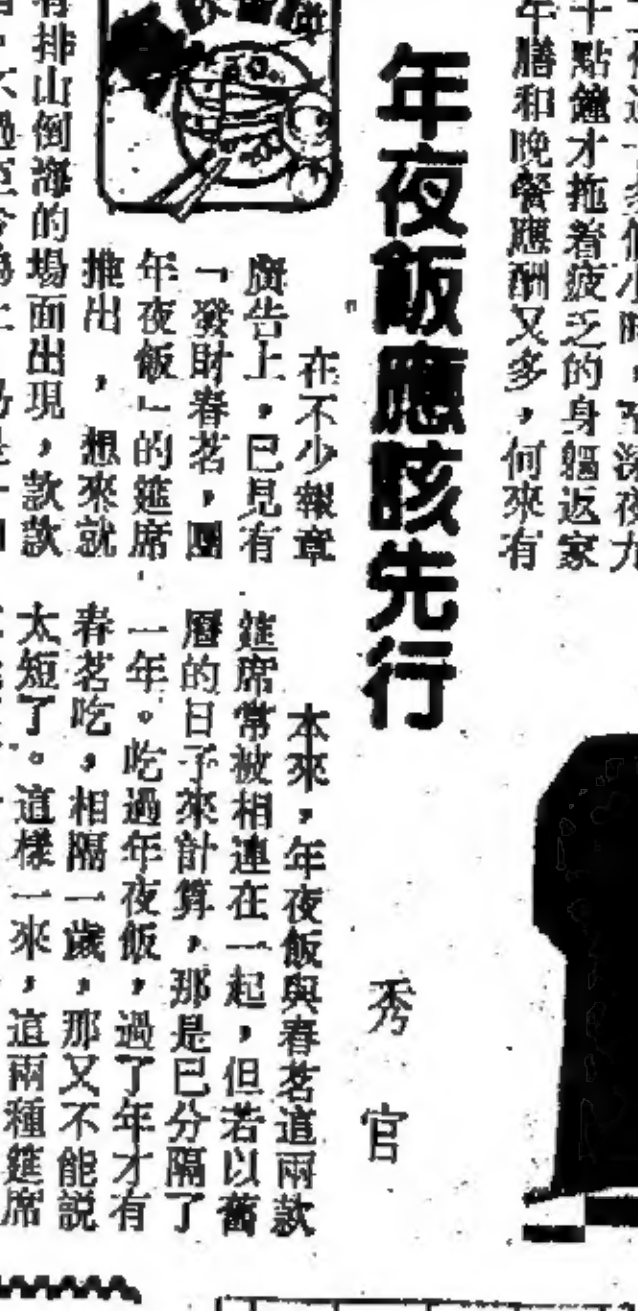 十點鐘才拖着疲乏的身軀返家
午膳和晚餐應酬又多，何來有
年夜飯應該先行
秀官
在不少報章
廣告上，已見有
「發財春茗，團
年夜飯」的筵席
推出，想來就
有排山倒海的場面出現，款款
本來，年夜飯與春茗這兩款
筵席常被相連在一起，但若以舊
曆的日子來計算，那是已分隔了
一年。吃過年夜飯，過了年才有
春茗吃，相隔一歲，那又不能説
太短了。這樣一來，這兩種筵席